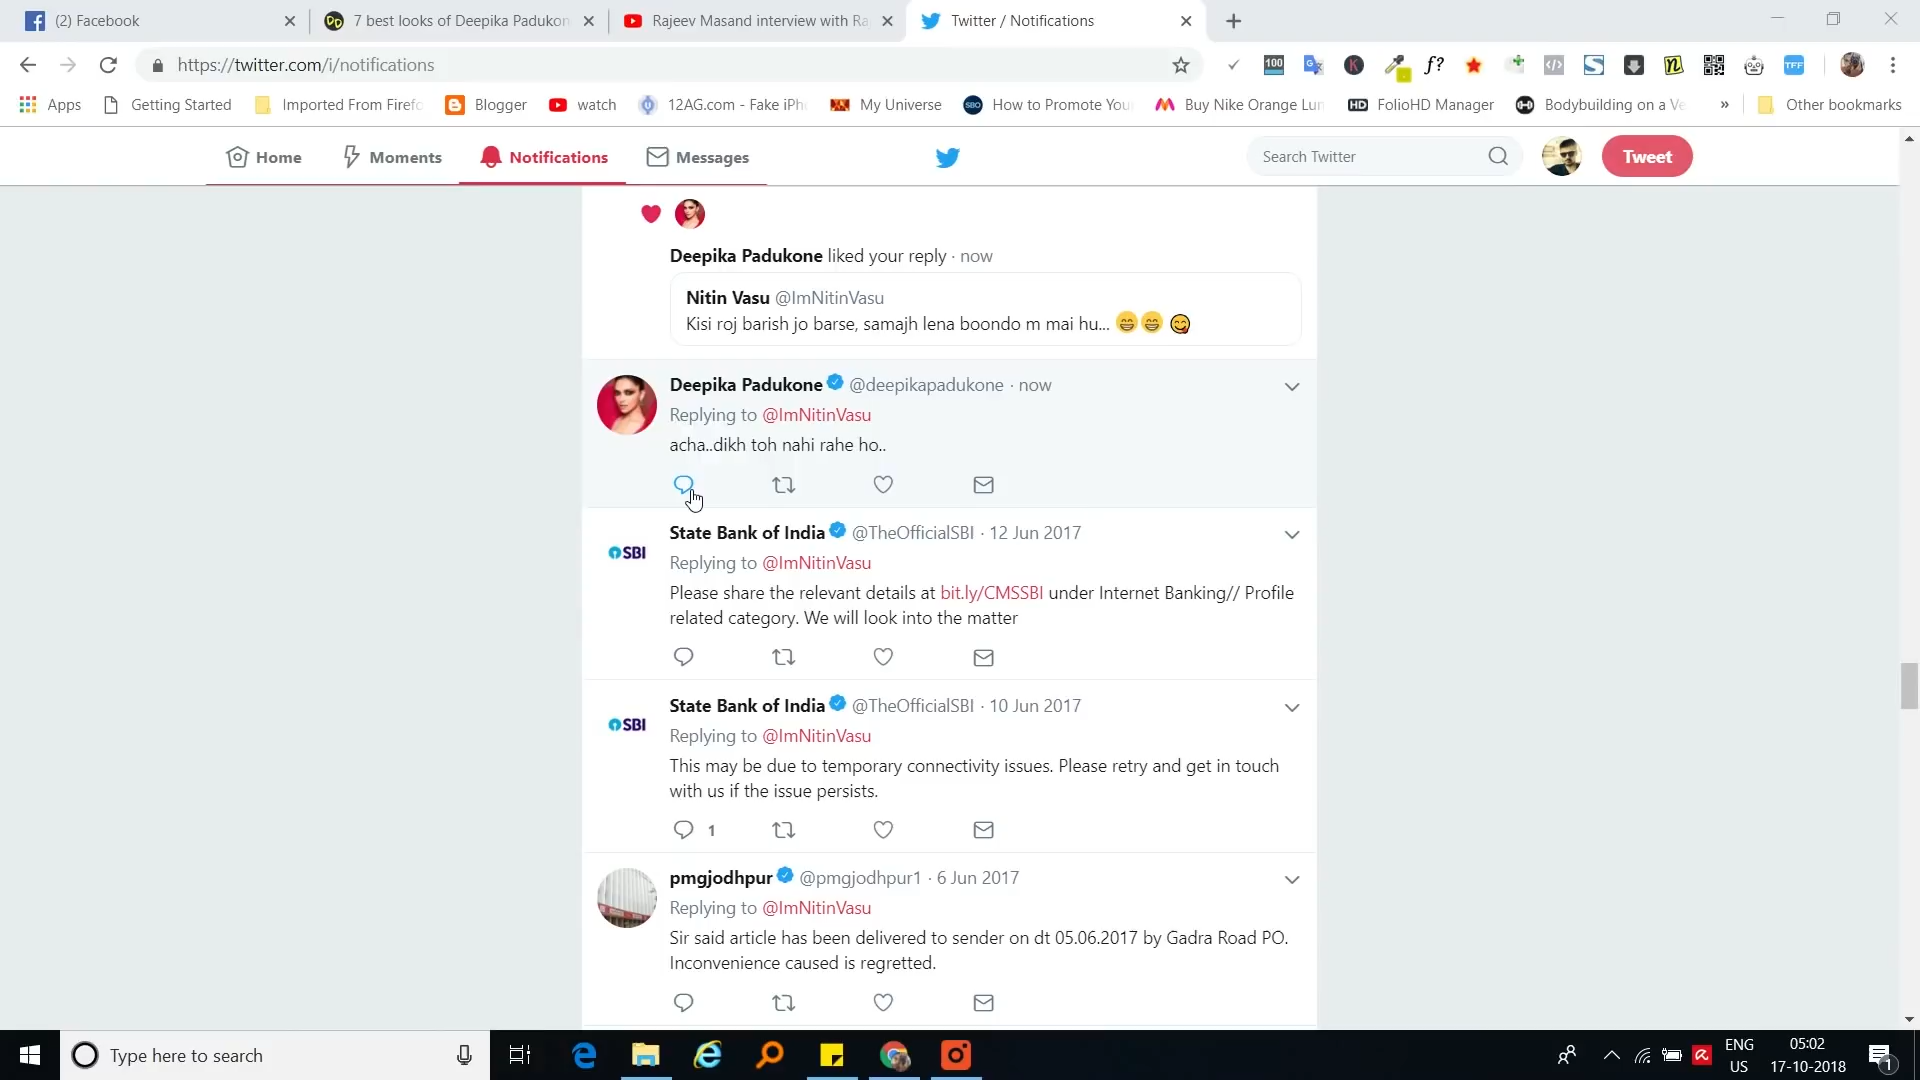 (2) Facebook
7 best looks of Deepika Padukon
Rajeev Masand interview with Ra
Twitter / Notifications
https://twitter.com/i/notifications
100
f?
TFF
Apps
Getting Started
Imported From Firefo
Blogger
watch
12AG.com - Fake iPh
My Universe
SBO
How to Promote You
Buy Nike Orange Lun
HD
FolioHD Manager
Bodybuilding on a Ve
»
Other bookmarks
Home
Moments
Notifications
Messages
Search Twitter
Tweet
Deepika Padukone liked your reply · now
Nitin Vasu @ImNitinVasu
Kisi roj barish jo barse, samajh lena boondo m mai hu... 😄😄 😋
Deepika Padukone @deepikapadukone · now
Replying to @ImNitinVasu
acha..dikh toh nahi rahe ho..
SBI
State Bank of India @TheOfficialSBI · 12 Jun 2017
Replying to @ImNitinVasu
Please share the relevant details at bit.ly/CMSSBI under Internet Banking// Profile
related category. We will look into the matter
SBI
State Bank of India @TheOfficialSBI · 10 Jun 2017
Replying to @ImNitinVasu
This may be due to temporary connectivity issues. Please retry and get in touch
with us if the issue persists.
1
pmgjodhpur @pmgjodhpur1 · 6 Jun 2017
Replying to @ImNitinVasu
Sir said article has been delivered to sender on dt 05.06.2017 by Gadra Road PO.
Inconvenience caused is regretted.
Type here to search
ENG
US
05:02
17-10-2018
1